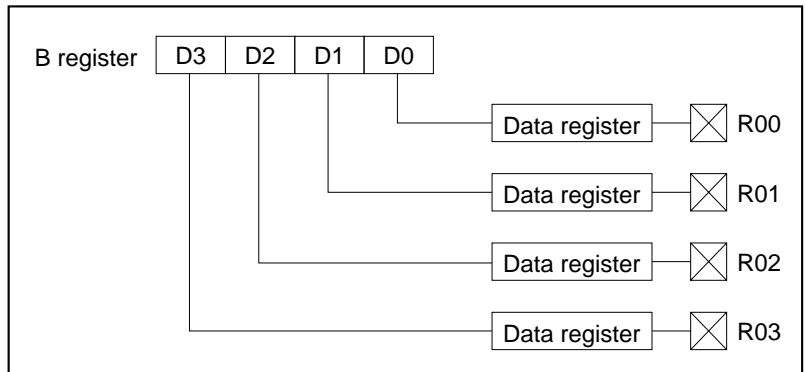 B register D3 D2 D1 D0
Data register R00
Data register R01
Data register R02
Data register R03